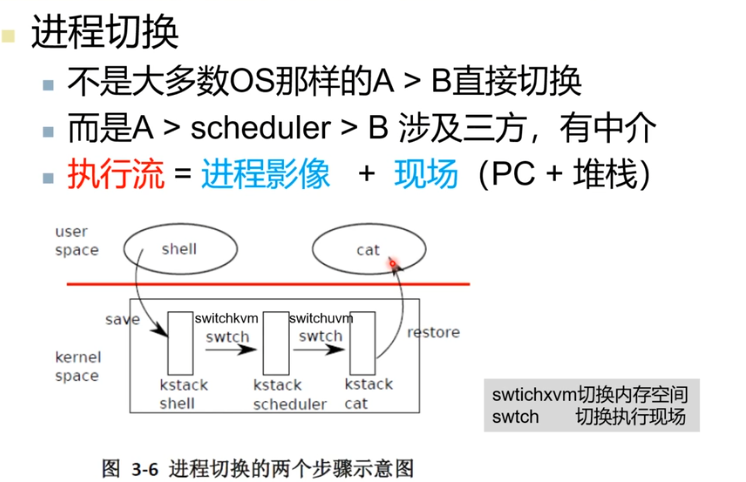 进程切换
不是大多数OS那样的A > B直接切换
而是A > scheduler > B 涉及三方，有中介
执行流 = 进程影像 + 现场（PC + 堆栈）
user
space
shell
cat
save
switchkvm
switchuvm
swtch
swtch
restore
kernel
space
kstack
shell
kstack
scheduler
kstack
cat
swtichxvm切换内存空间
swtch 切换执行现场
图 3-6 进程切换的两个步骤示意图